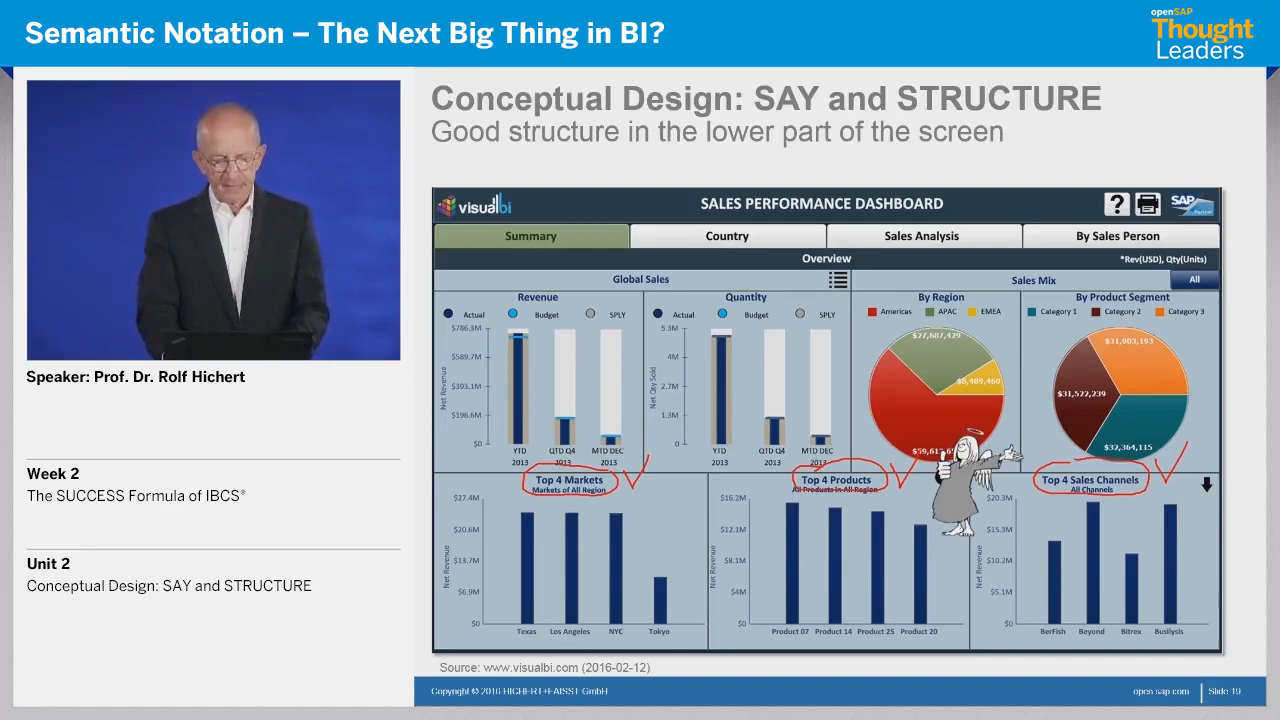 Semantic Notation – The Next Big Thing in BI?
openSAP
Thought
Leaders
Speaker: Prof. Dr. Rolf Hichert
Week 2
The SUCCESS Formula of IBCS®
Unit 2
Conceptual Design: SAY and STRUCTURE
Conceptual Design: SAY and STRUCTURE
Good structure in the lower part of the screen
visualbi
SALES PERFORMANCE DASHBOARD
?
SAP
Partner
Summary
Country
Sales Analysis
By Sales Person
Overview
*Rev(USD), Qty(Units)
Global Sales
Sales Mix
All
Revenue
Actual
Budget
SPLY
Net Revenue
$786.3M
$589.7M
$393.1M
$196.6M
$0
YTD
2013
QTD Q4
2013
MTD DEC
2013
Quantity
Actual
Budget
SPLY
Net Qty Sold
5.3M
4M
2.7M
1.3M
0
YTD
2013
QTD Q4
2013
MTD DEC
2013
By Region
Americas
APAC
EMEA
$27,687,429
$8,489,460
By Product Segment
Category 1
Category 2
Category 3
$31,903,193
$31,522,239
$32,364,115
Top 4 Markets
Markets of All Region
Net Revenue
$27.4M
$20.6M
$13.7M
$6.9M
$0
Texas
Los Angeles
NYC
Tokyo
Top 4 Products
All Products in All Region
Net Revenue
$16.2M
$12.1M
$8.1M
$4M
$0
Product 07
Product 14
Product 25
Product 20
Top 4 Sales Channels
All Channels
Net Revenue
$20.3M
$15.3M
$10.2M
$5.1M
$0
BerFish
Beyond
Bitrex
Busilysis
Source: www.visualbi.com (2016-02-12)
Copyright © 2016 HICHERT+FAISST GmbH
open.sap.com
Slide 19